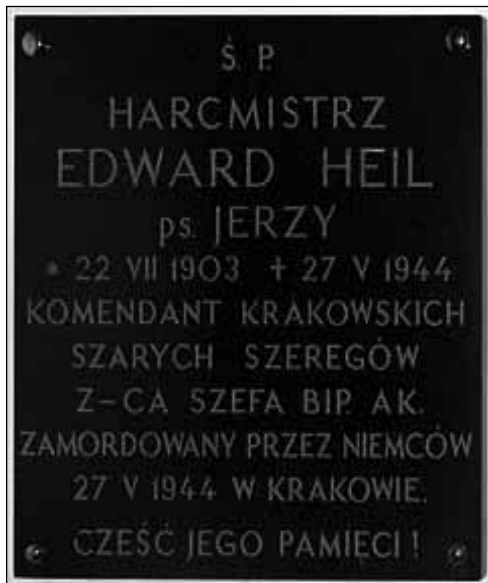 Ś. P.
HARCMISTRZ
EDWARD HEIL
ps. JERZY
* 22 VII 1903 + 27 V 1944
KOMENDANT KRAKOWSKICH
SZARYCH SZEREGÓW
Z-CA SZEFA BIP. AK.
ZAMORDOWANY PRZEZ NIEMCÓW
27 V 1944 W KRAKOWIE.
CZEŚĆ JEGO PAMIĘCI !